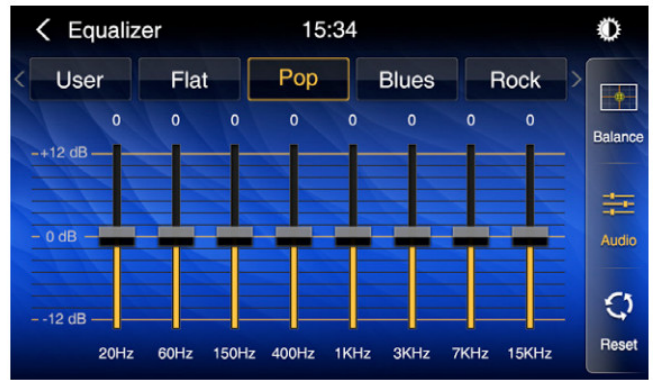 Equalizer 15:34
User Flat Pop Blues Rock
0 0 0 0 0 0 0 0
Balance
+12 dB
0 dB
Audio
-12 dB
Reset
20Hz 60Hz 150Hz 400Hz 1KHz 3KHz 7KHz 15KHz